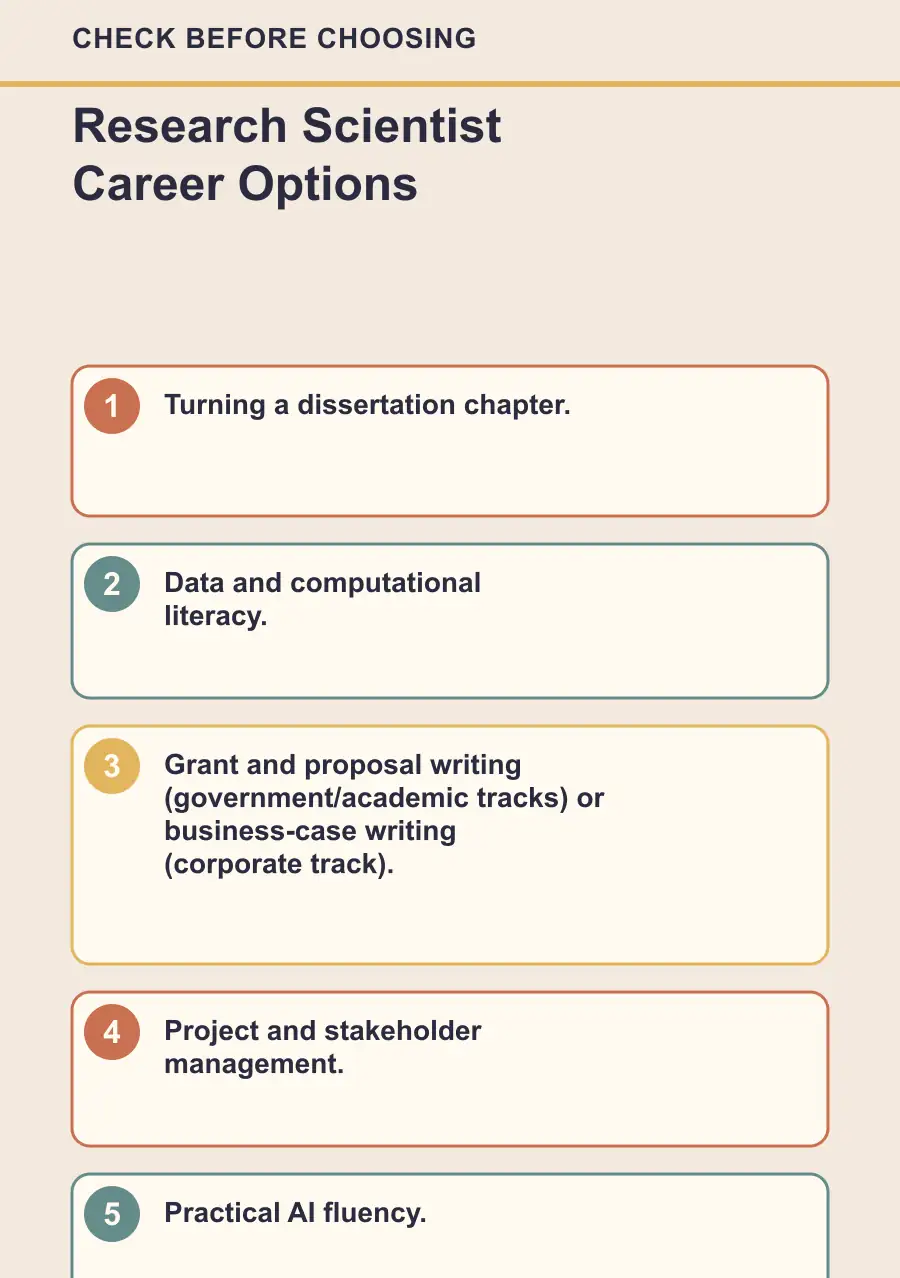 CHECK BEFORE CHOOSING
Research Scientist
Career Options
1
Turning a dissertation chapter.
2
Data and computational
literacy.
3
Grant and proposal writing
(government/academic tracks) or
business-case writing
(corporate track).
4
Project and stakeholder
management.
5
Practical AI fluency.